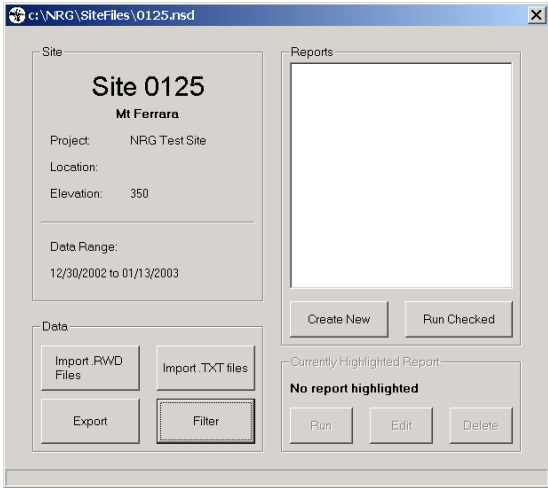 c:\NRG\SiteFiles\0125.nsd
Site
Site 0125
Mt Ferrara
Project: NRG Test Site
Location:
Elevation: 350
Data Range:
12/30/2002 to 01/13/2003
Data
Import .RWD
Files
Import .TXT files
Export
Filter
Reports
Create New
Run Checked
Currently Highlighted Report
No report highlighted
Run
Edit
Delete